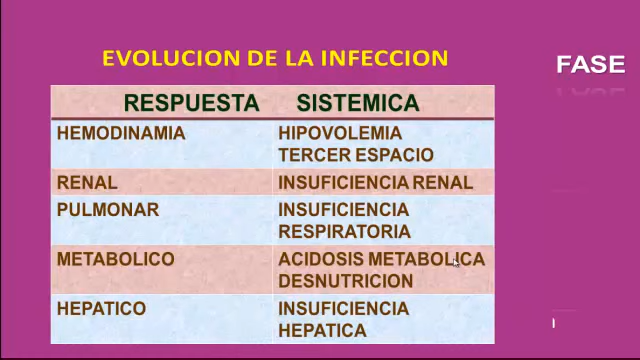 EVOLUCION DE LA INFECCION
FASE
RESPUESTA SISTEMICA
HEMODINAMIA HIPOVOLEMIA
TERCER ESPACIO
RENAL INSUFICIENCIA RENAL
PULMONAR INSUFICIENCIA
RESPIRATORIA
METABOLICO ACIDOSIS METABOLICA
DESNUTRICION
HEPATICO INSUFICIENCIA
HEPATICA